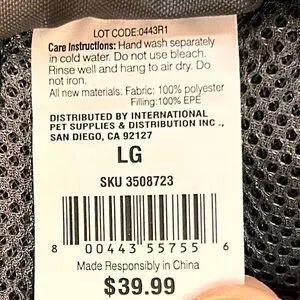 LOT CODE:0443R1
Care Instructions: Hand wash separately
in cold water. Do not use bleach.
Rinse well and hang to air dry. Do
not iron.
All new materials: Fabric: 100% polyester
Filling:100% EPE
DISTRIBUTED BY INTERNATIONAL
PET SUPPLIES & DISTRIBUTION INC .,
SAN DIEGO, CA 92127
LG
SKU 3508723
8 00443 55755 6
Made Responsibly in China
$39.99